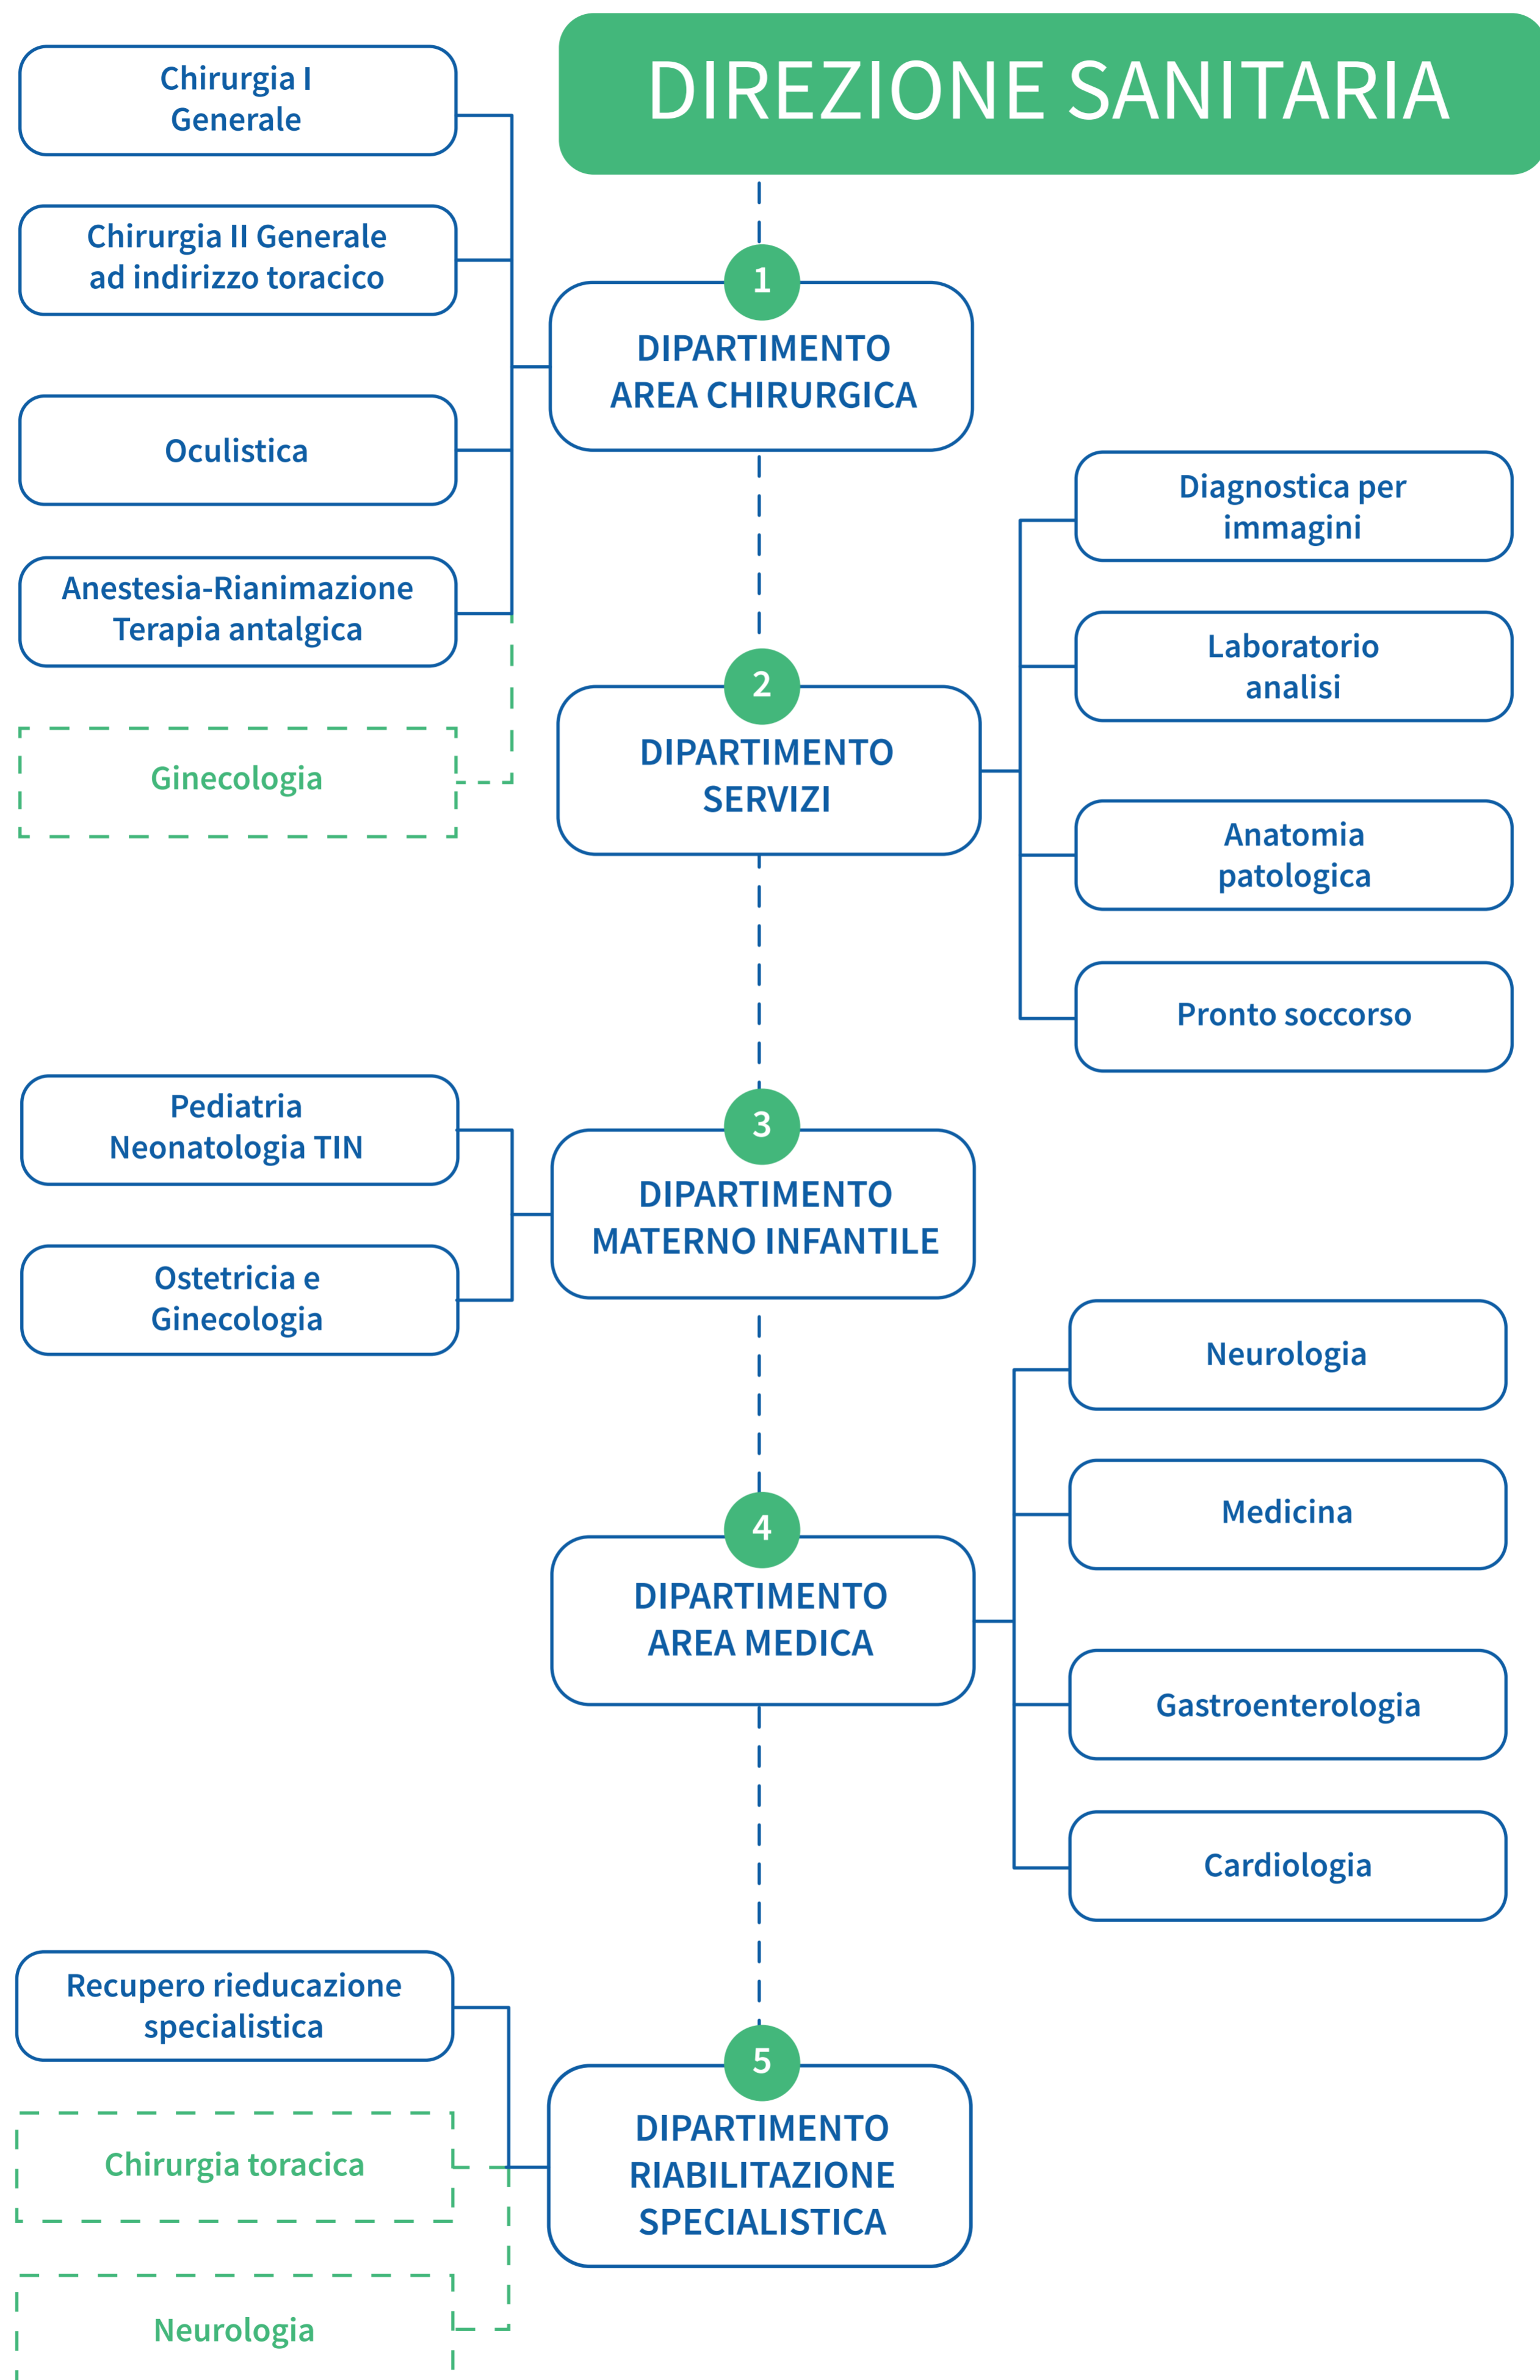 DIREZIONE SANITARIA
1
DIPARTIMENTO
AREA CHIRURGICA
Chirurgia I
Generale
Chirurgia II Generale
ad indirizzo toracico
Oculistica
Anestesia-Rianimazione
Terapia antalgica
Ginecologia
2
DIPARTIMENTO
SERVIZI
Diagnostica per
immagini
Laboratorio
analisi
Anatomia
patologica
Pronto soccorso
3
DIPARTIMENTO
MATERNO INFANTILE
Pediatria
Neonatologia TIN
Ostetricia e
Ginecologia
4
DIPARTIMENTO
AREA MEDICA
Neurologia
Medicina
Gastroenterologia
Cardiologia
5
DIPARTIMENTO
RIABILITAZIONE
SPECIALISTICA
Recupero rieducazione
specialistica
Chirurgia toracica
Neurologia